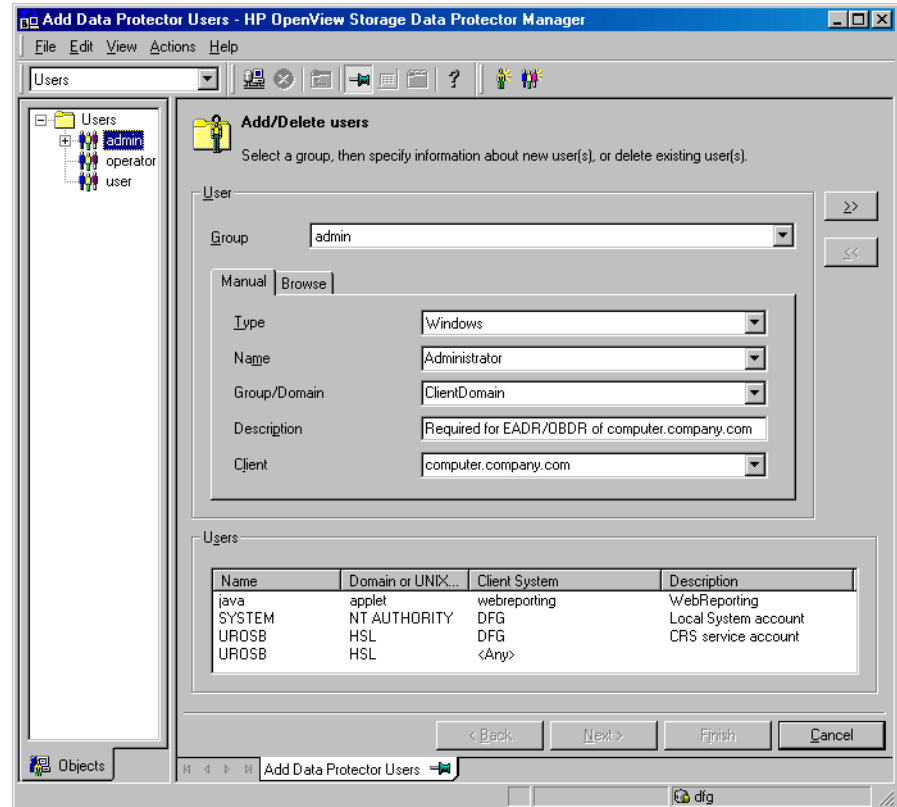 Add Data Protector Users - HP OpenView Storage Data Protector Manager
File Edit View Actions Help
Users
Users
admin
operator
user
Add/Delete users
Select a group, then specify information about new user(s), or delete existing user(s).
User
>>
Group admin
<<
Manual Browse
Type Windows
Name Administrator
Group/Domain ClientDomain
Description Required for EADR/OBDR of computer.company.com
Client computer.company.com
Users
Name Domain or UNIX... Client System Description
java applet webreporting WebReporting
SYSTEM NT AUTHORITY DFG Local System account
UROSB HSL DFG CRS service account
UROSB HSL <Any>
< Back Next > Finish Cancel
Objects
Add Data Protector Users
dfg